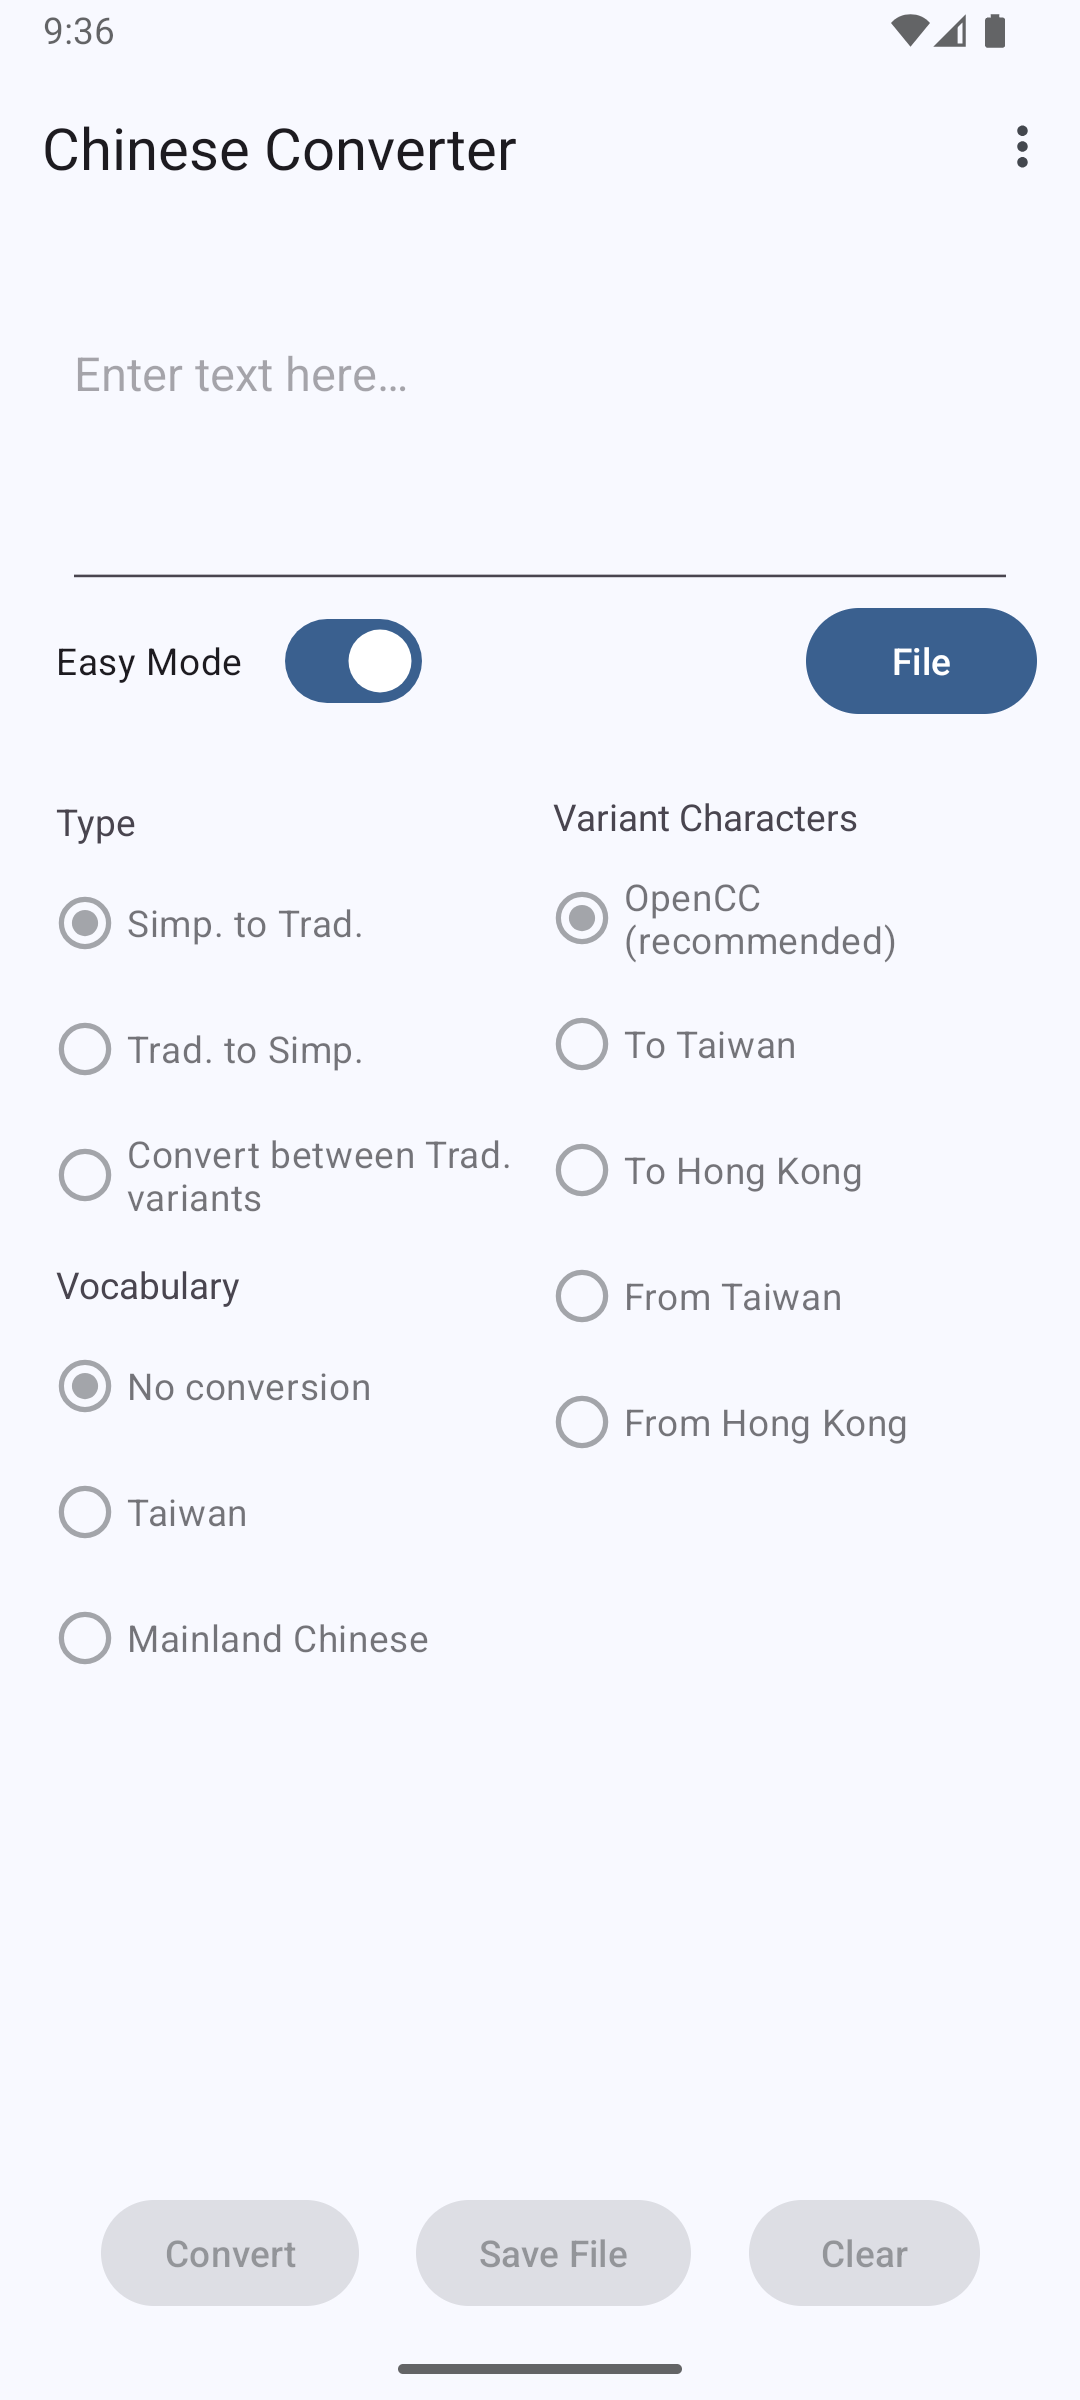 9:36
Chinese Converter
Enter text here…
Easy Mode
File
Type
Simp. to Trad.
Trad. to Simp.
Convert between Trad.
variants
Vocabulary
No conversion
Taiwan
Mainland Chinese
Variant Characters
OpenCC
(recommended)
To Taiwan
To Hong Kong
From Taiwan
From Hong Kong
Convert
Save File
Clear